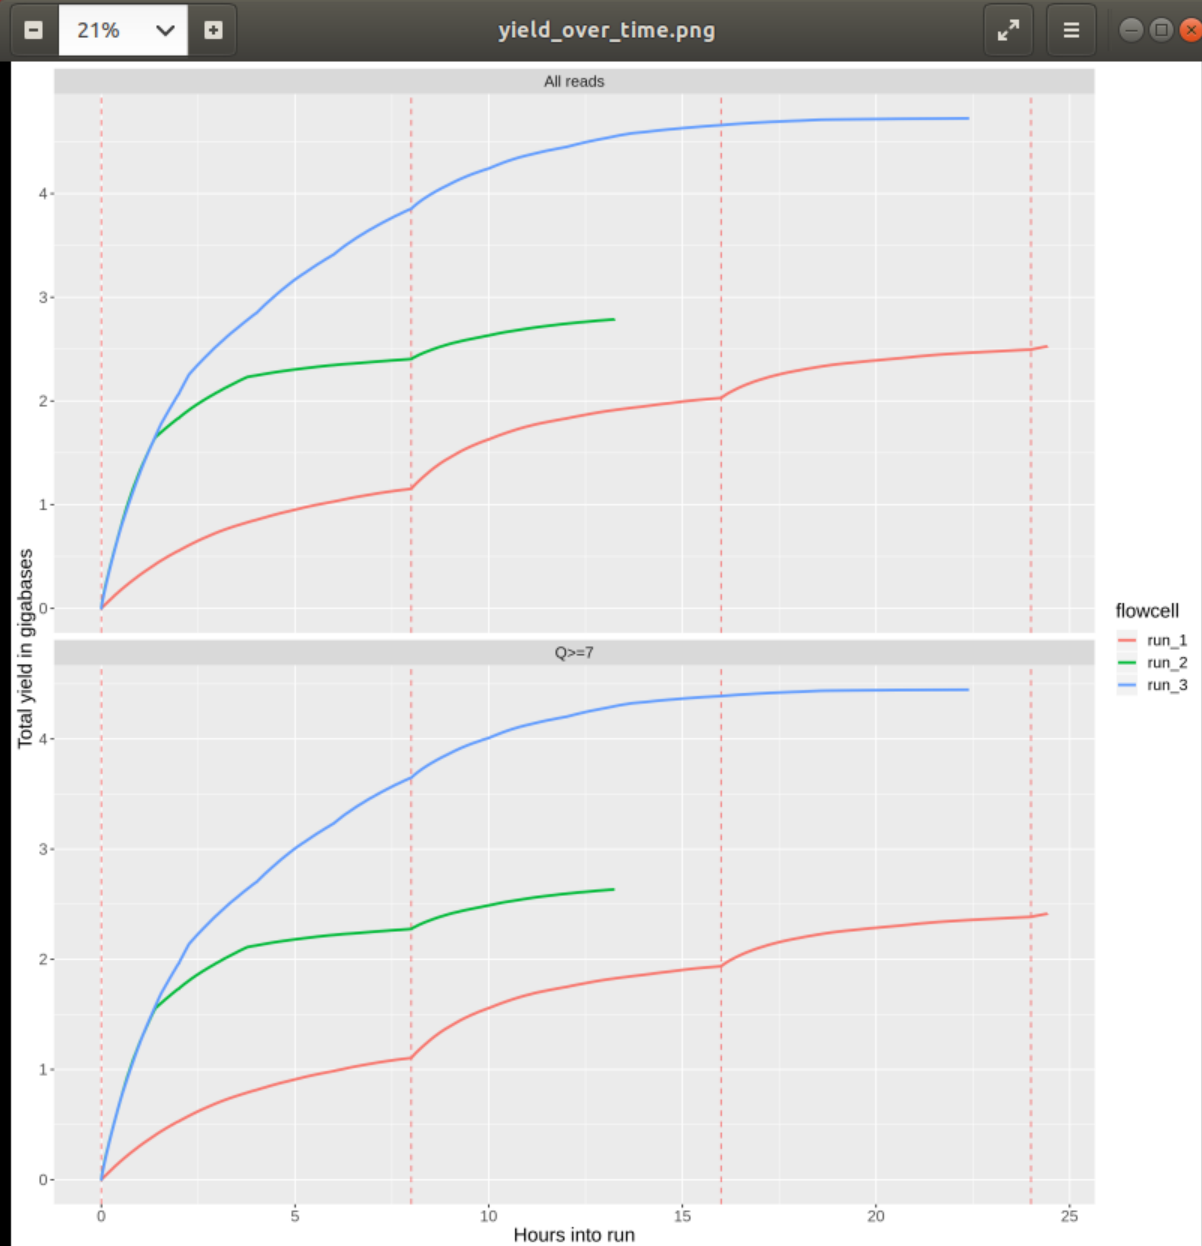 21%
yield_over_time.png
All reads
4
3
2
1
0
Total yield in gigabases
Q>=7
4
3
2
1
0
0 5 10 15 20 25
Hours into run
flowcell
run_1
run_2
run_3